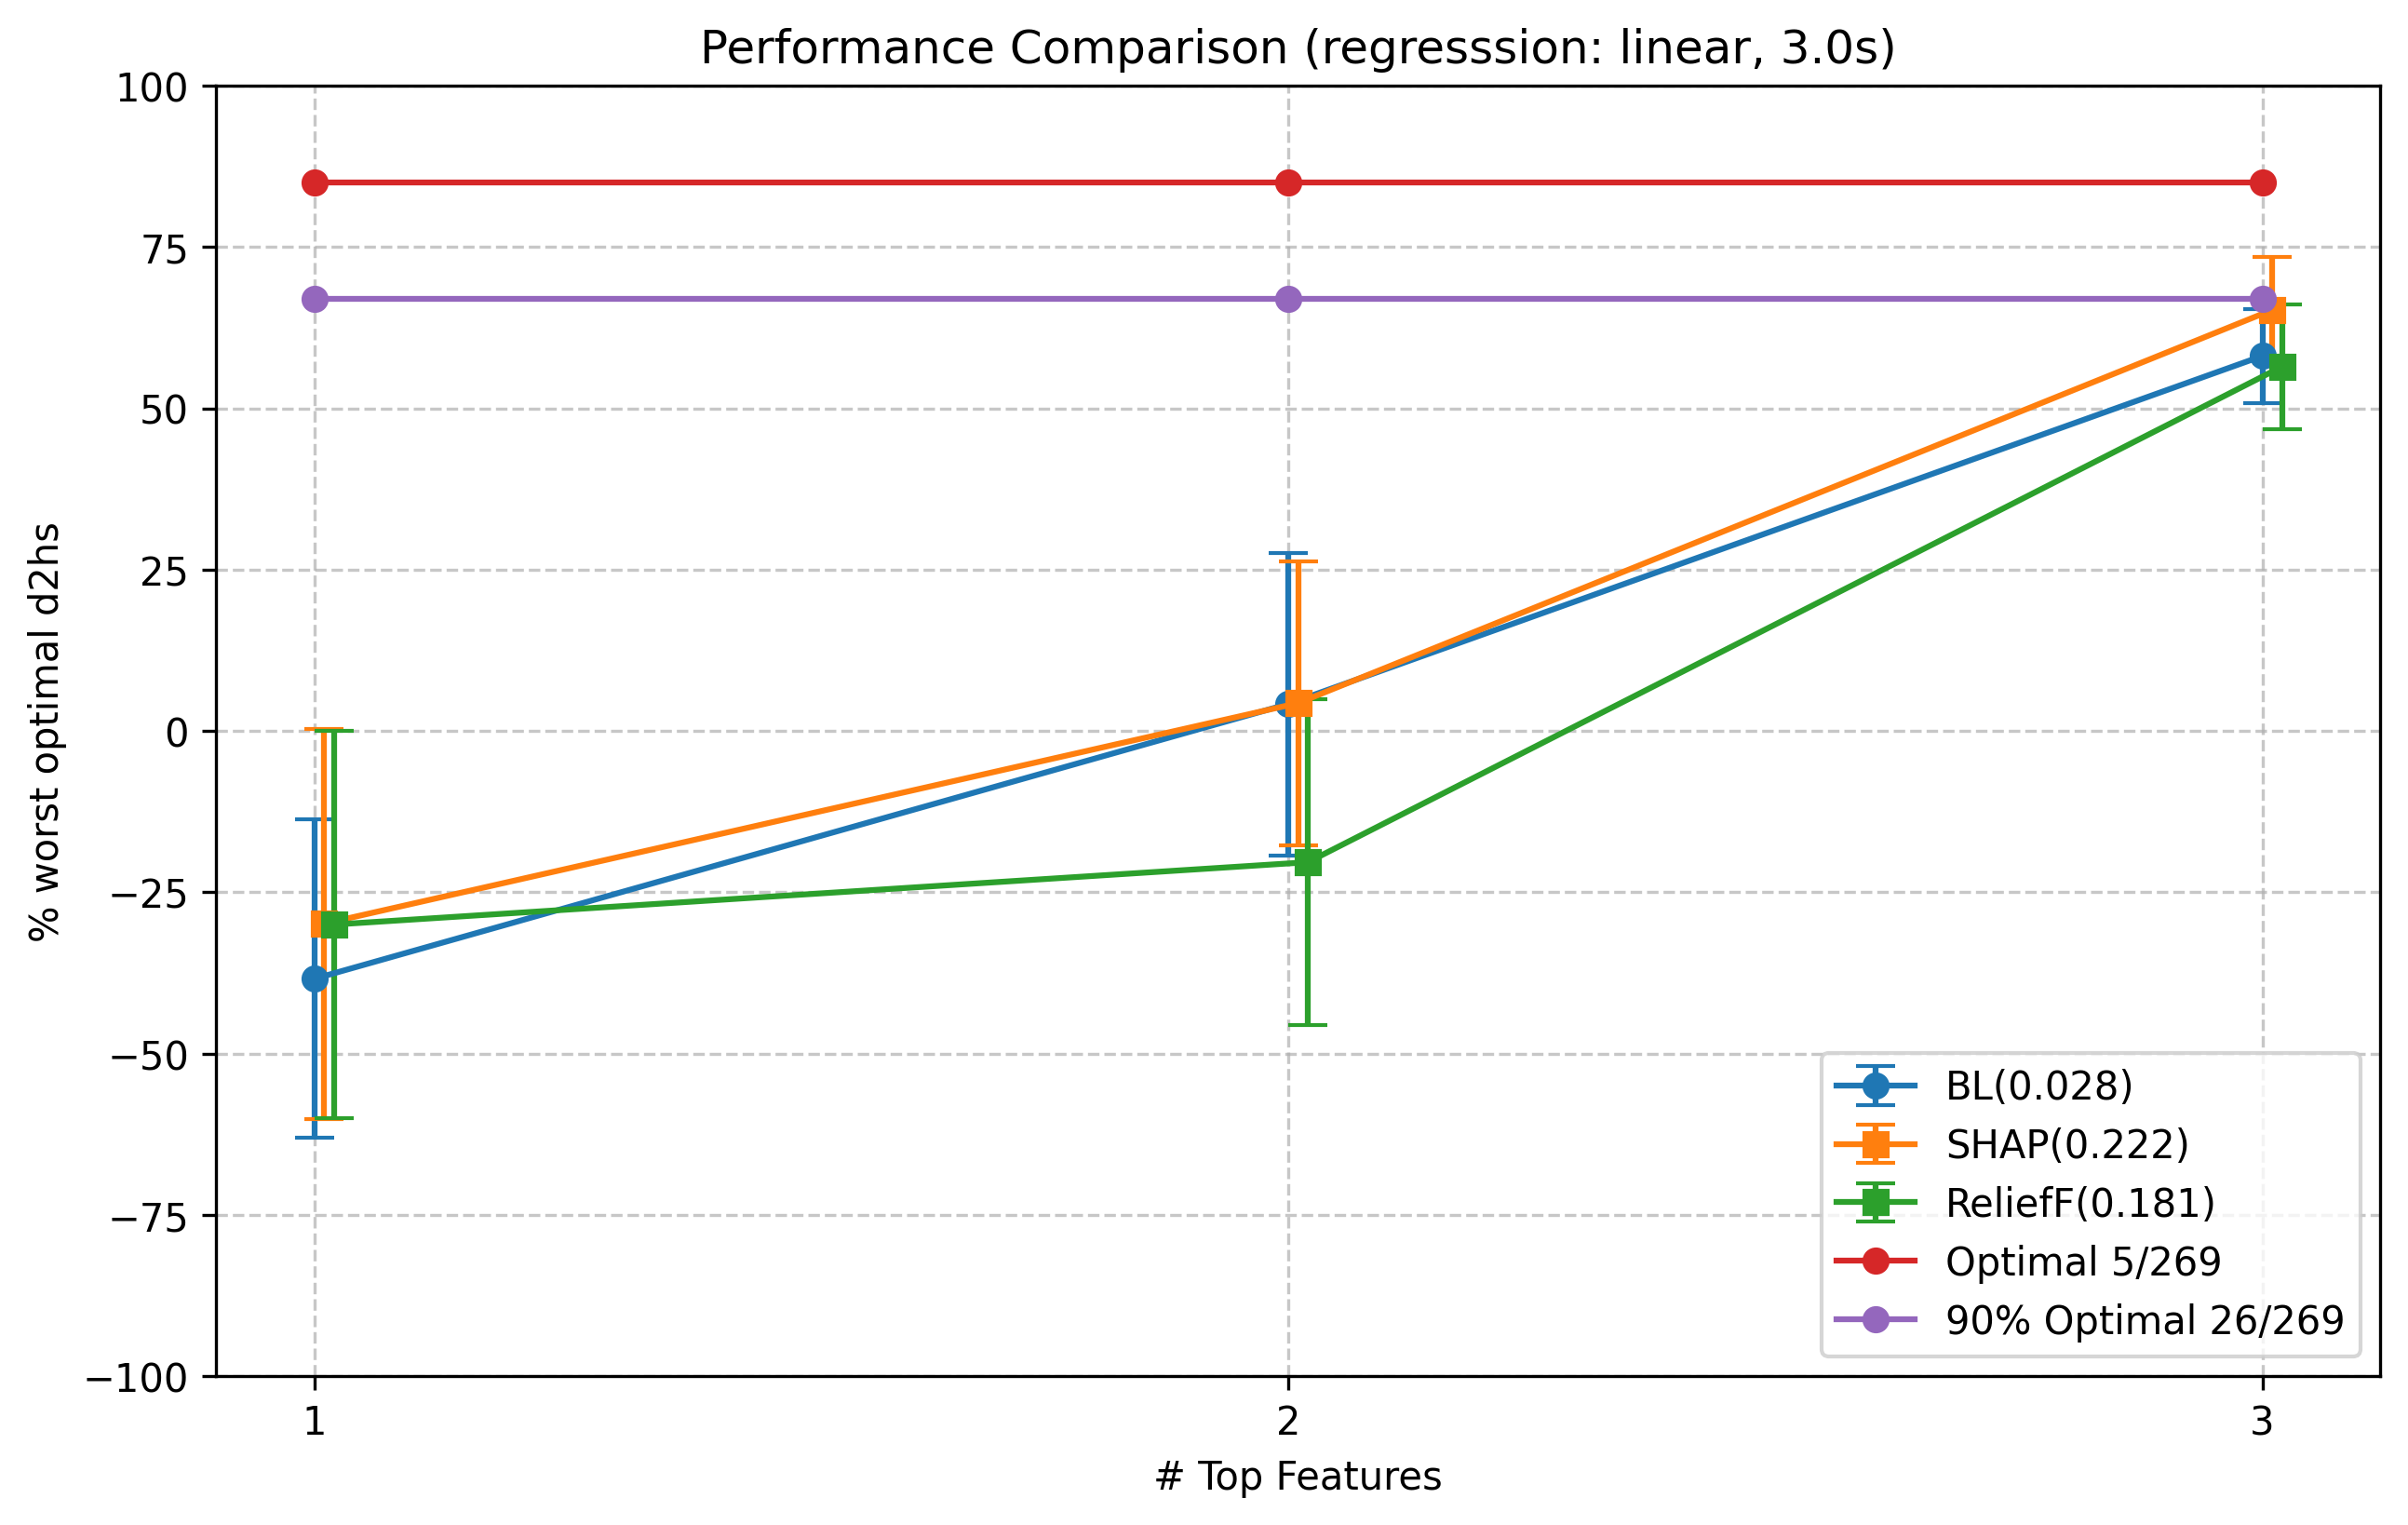 Performance Comparison (regresssion: linear, 3.0s)
100
75
50
25
0
−25
−50
−75
−100
% worst optimal d2hs
1
2
3
# Top Features
BL(0.028)
SHAP(0.222)
ReliefF(0.181)
Optimal 5/269
90% Optimal 26/269